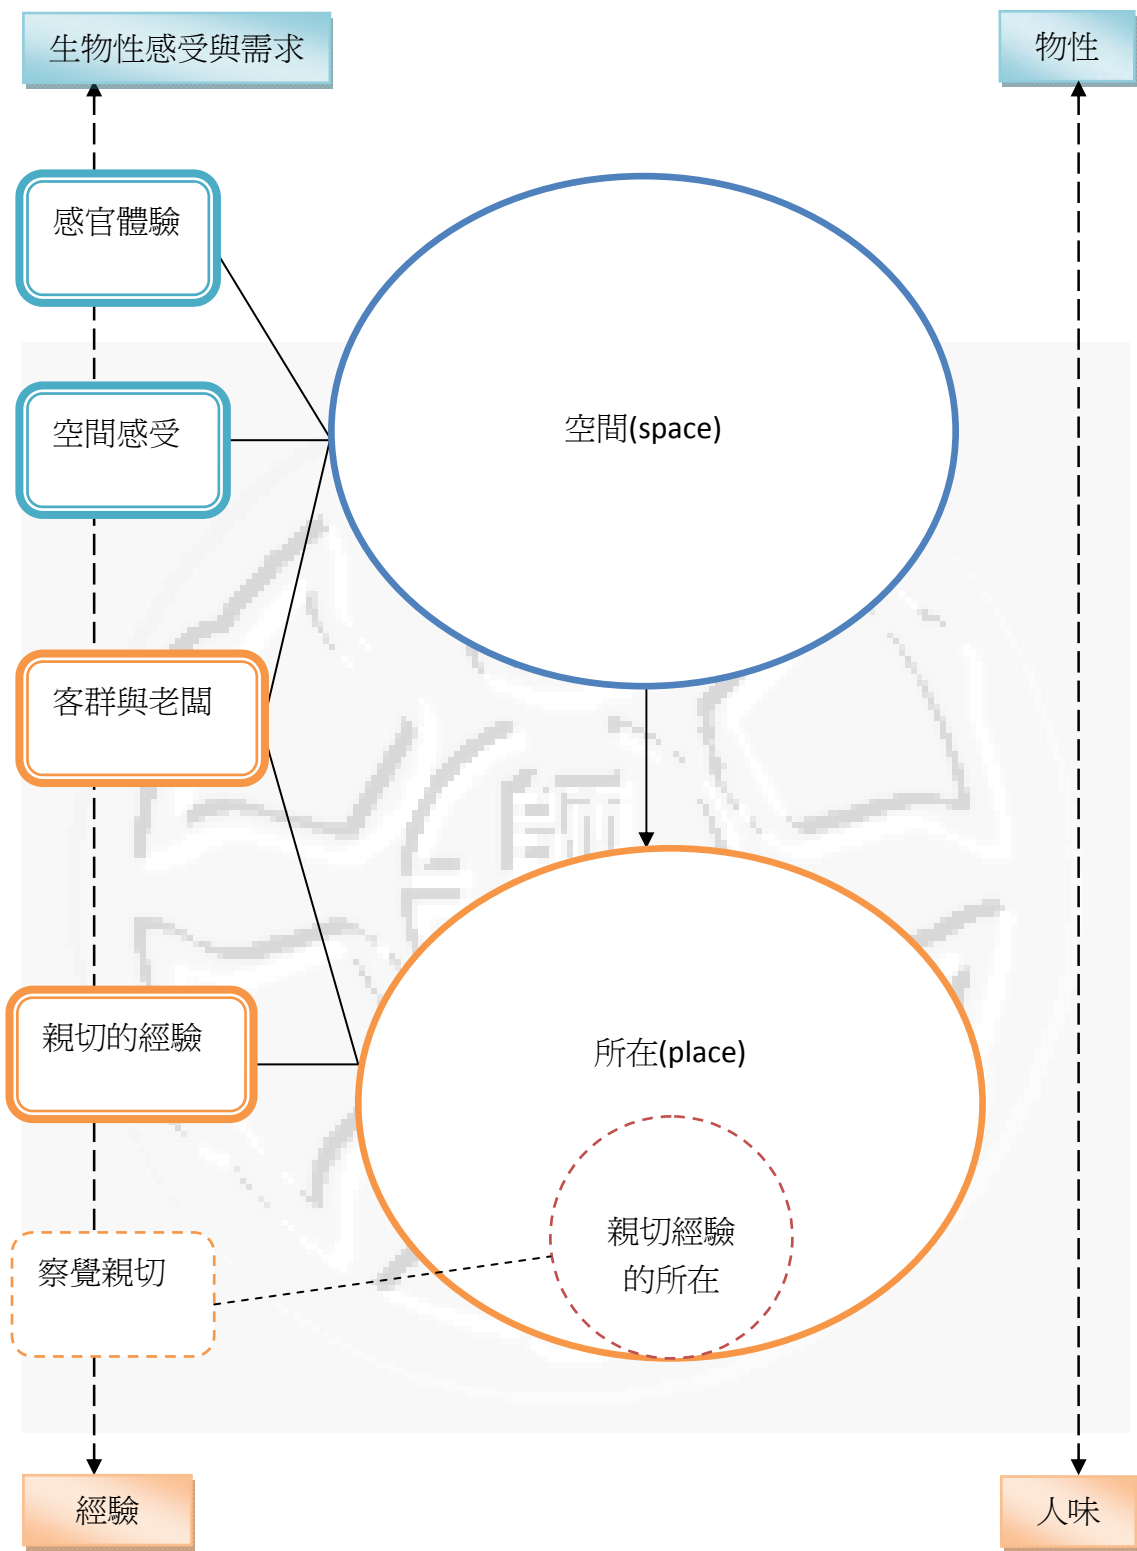 生物性感受與需求
物性
感官體驗
空間感受
空間(space)
客群與老闆
親切的經驗
所在(place)
察覺親切
親切經驗
的所在
經驗
人味